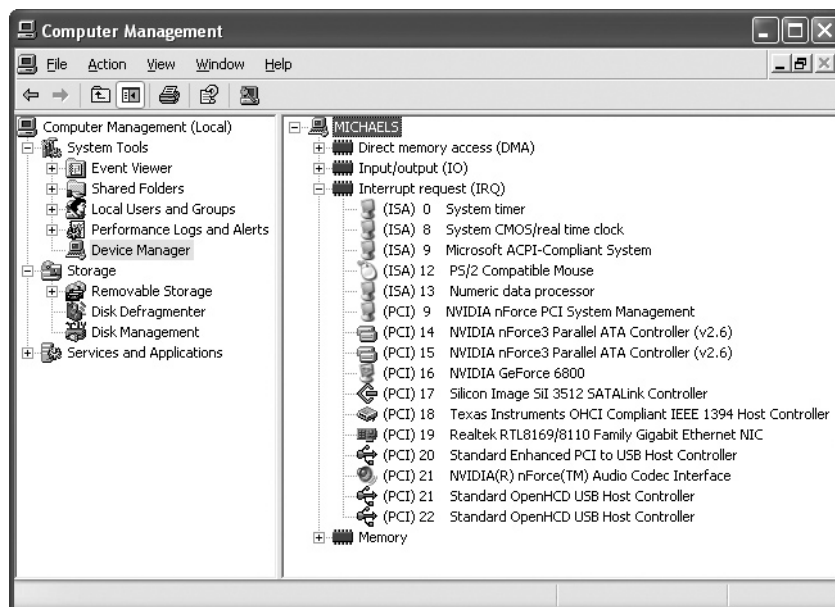 Computer Management
File Action View Window Help
Computer Management (Local)
System Tools
Event Viewer
Shared Folders
Local Users and Groups
Performance Logs and Alerts
Device Manager
Storage
Removable Storage
Disk Defragmenter
Disk Management
Services and Applications
MICHAELS
Direct memory access (DMA)
Input/output (IO)
Interrupt request (IRQ)
(ISA) 0 System timer
(ISA) 8 System CMOS/real time clock
(ISA) 9 Microsoft ACPI-Compliant System
(ISA) 12 PS/2 Compatible Mouse
(ISA) 13 Numeric data processor
(PCI) 9 NVIDIA nForce PCI System Management
(PCI) 14 NVIDIA nForce3 Parallel ATA Controller (v2.6)
(PCI) 15 NVIDIA nForce3 Parallel ATA Controller (v2.6)
(PCI) 16 NVIDIA GeForce 6800
(PCI) 17 Silicon Image SiI 3512 SATALink Controller
(PCI) 18 Texas Instruments OHCI Compliant IEEE 1394 Host Controller
(PCI) 19 Realtek RTL8169/8110 Family Gigabit Ethernet NIC
(PCI) 20 Standard Enhanced PCI to USB Host Controller
(PCI) 21 NVIDIA(R) nForce(TM) Audio Codec Interface
(PCI) 21 Standard OpenHCD USB Host Controller
(PCI) 22 Standard OpenHCD USB Host Controller
Memory